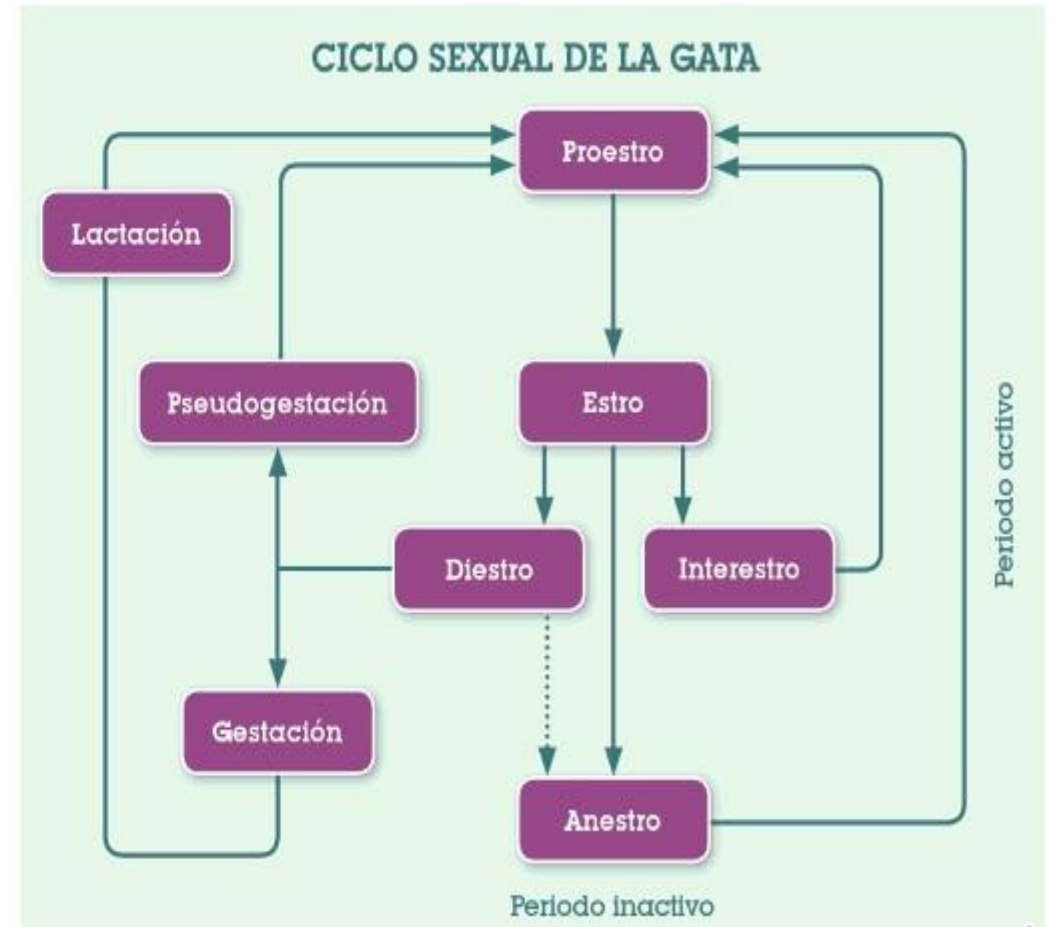 CICLO SEXUAL DE LA GATA
Proestro
Lactación
Pseudogestación
Estro
Periodo activo
Diestro
Interestro
Gestación
Anestro
Periodo inactivo